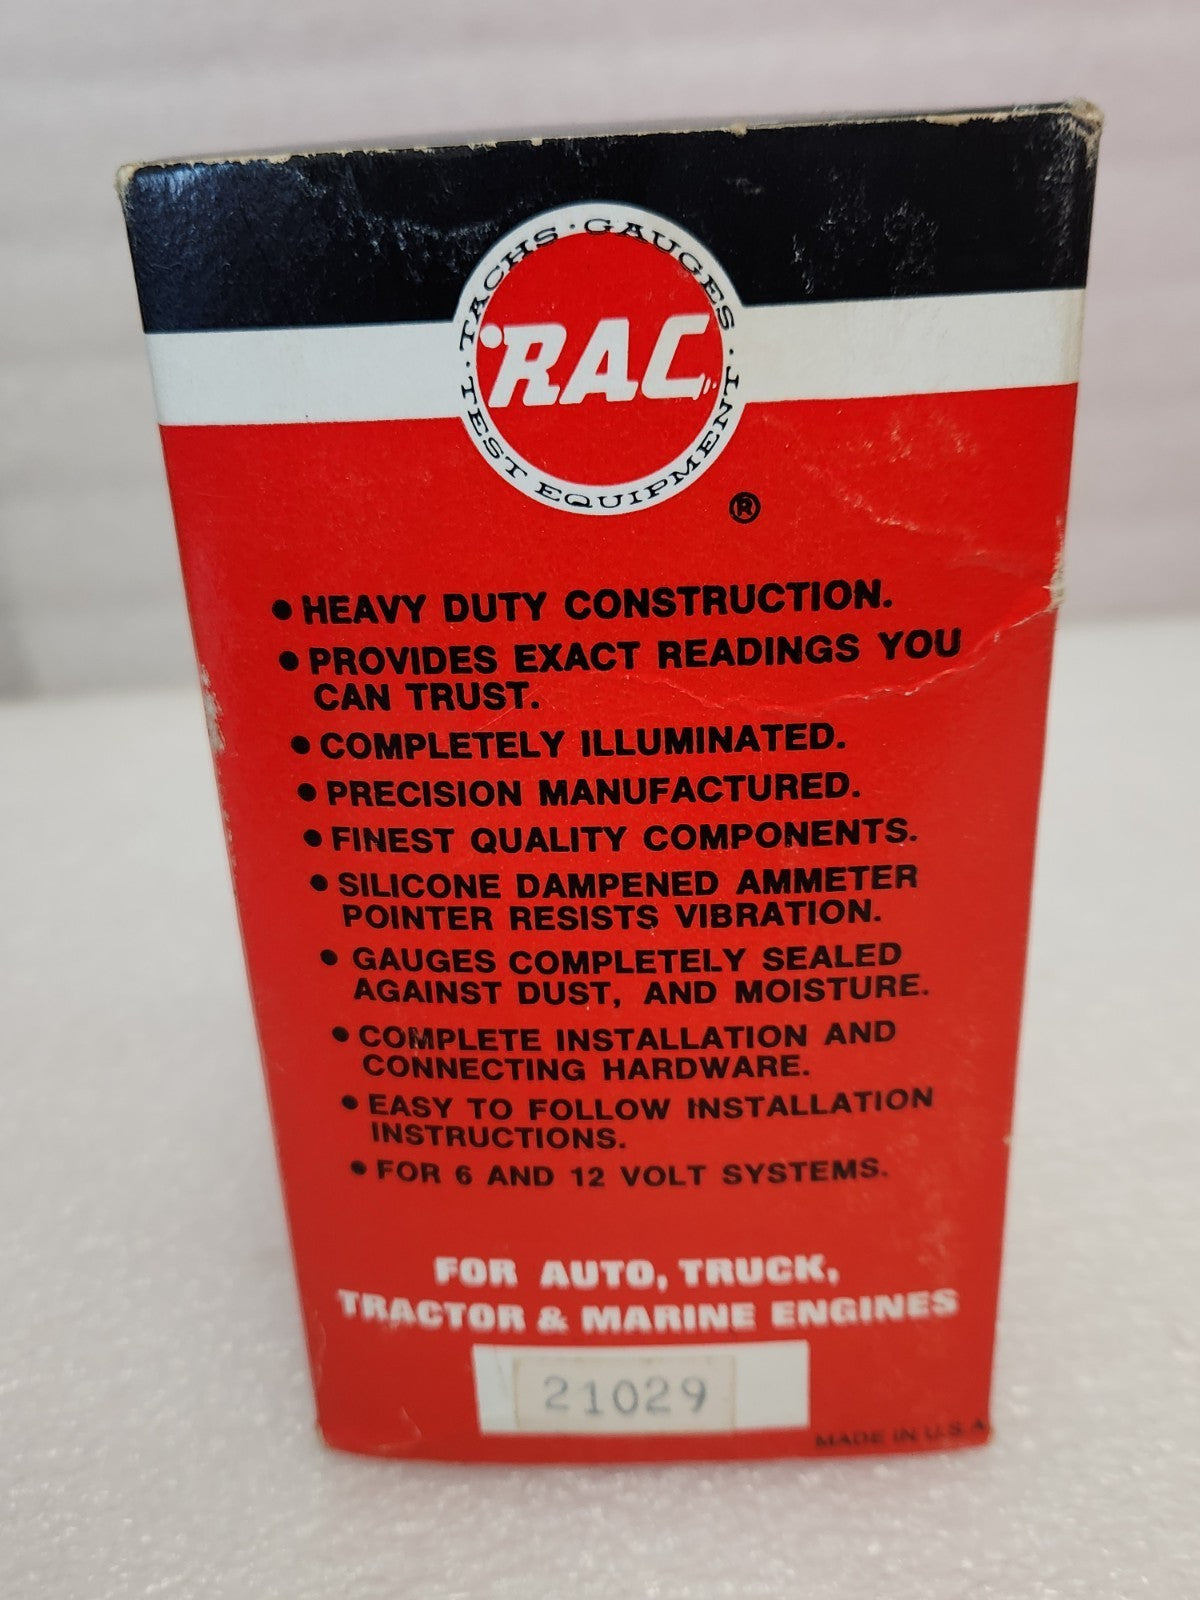 TACHS · GAUGES · TEST EQUIPMENT ·
RAC
®
• HEAVY DUTY CONSTRUCTION.
• PROVIDES EXACT READINGS YOU
CAN TRUST.
• COMPLETELY ILLUMINATED.
• PRECISION MANUFACTURED.
• FINEST QUALITY COMPONENTS.
• SILICONE DAMPENED AMMETER
POINTER RESISTS VIBRATION.
• GAUGES COMPLETELY SEALED
AGAINST DUST, AND MOISTURE.
• COMPLETE INSTALLATION AND
CONNECTING HARDWARE.
• EASY TO FOLLOW INSTALLATION
INSTRUCTIONS.
• FOR 6 AND 12 VOLT SYSTEMS.
FOR AUTO, TRUCK,
TRACTOR & MARINE ENGINES
21029
MADE IN U.S.A.